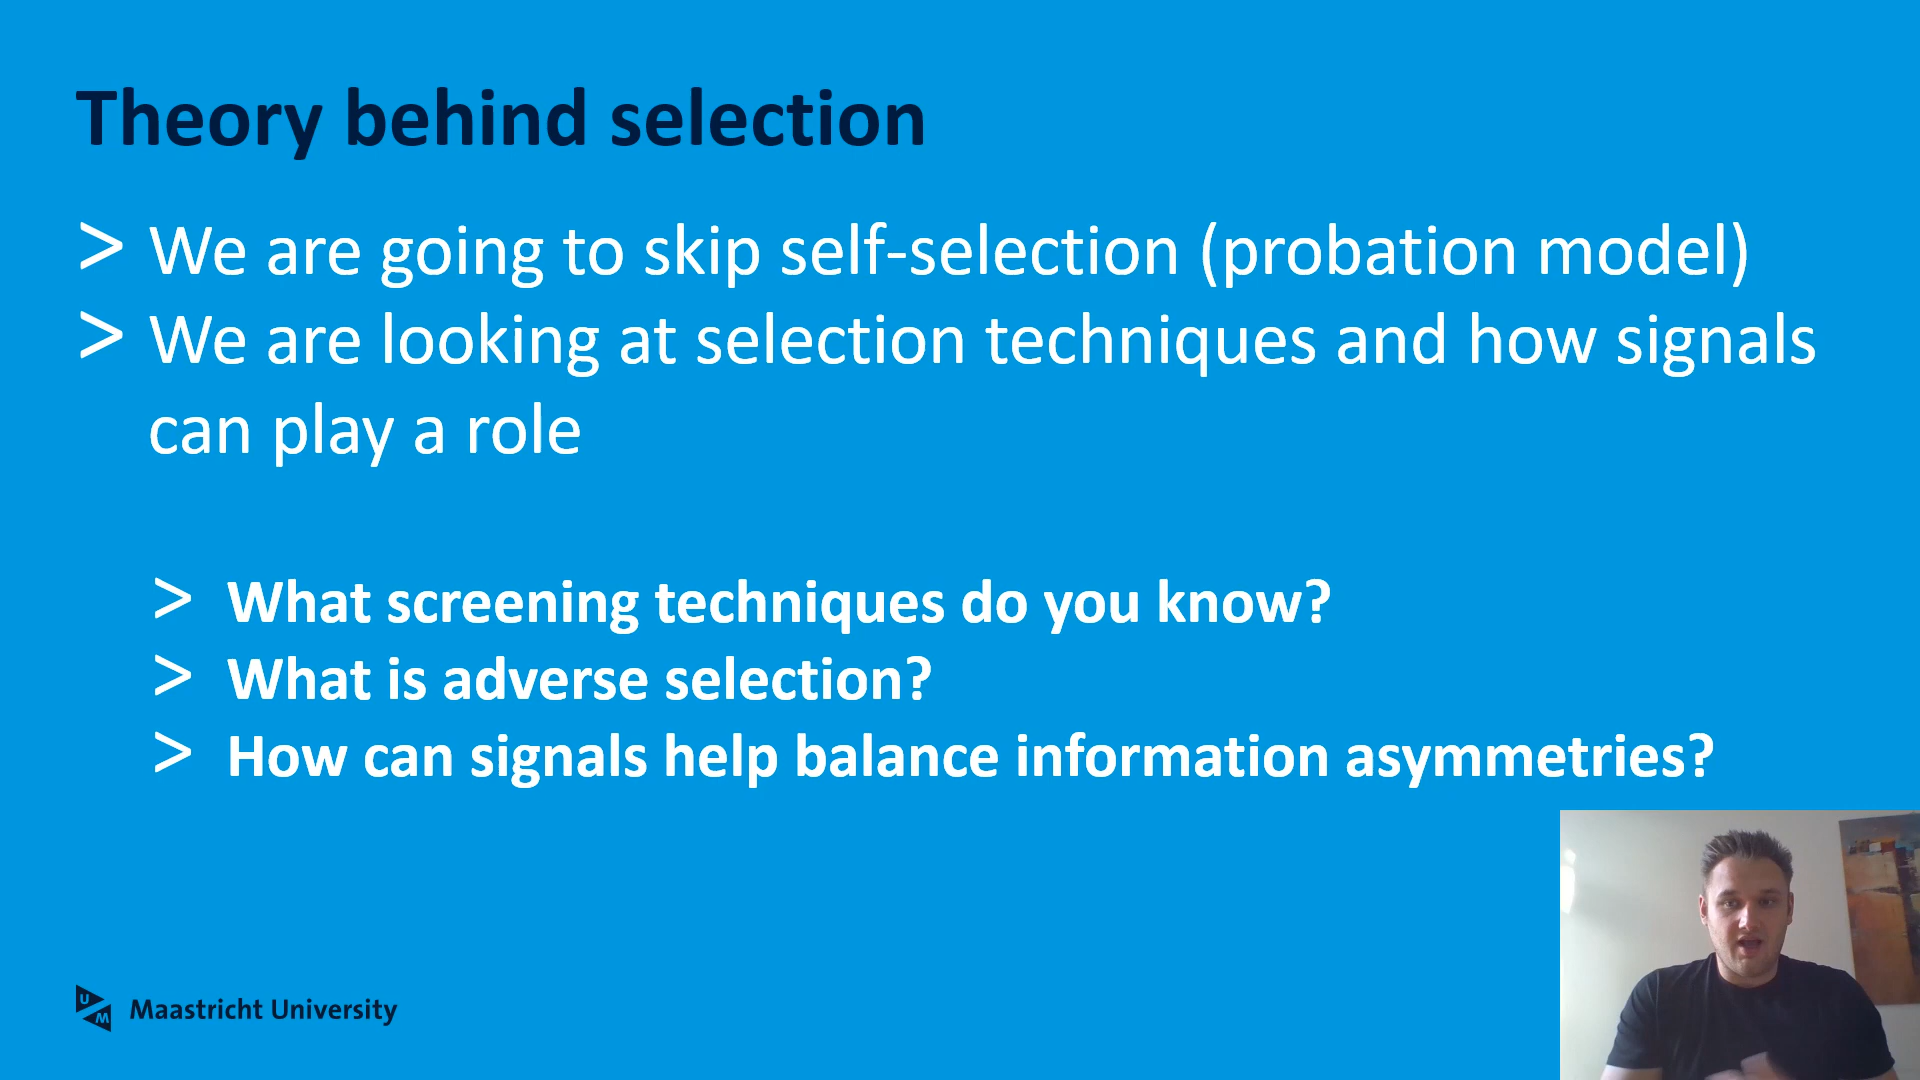 Theory behind selection
> We are going to skip self-selection (probation model)
> We are looking at selection techniques and how signals
can play a role
> What screening techniques do you know?
> What is adverse selection?
> How can signals help balance information asymmetries?
UM Maastricht University